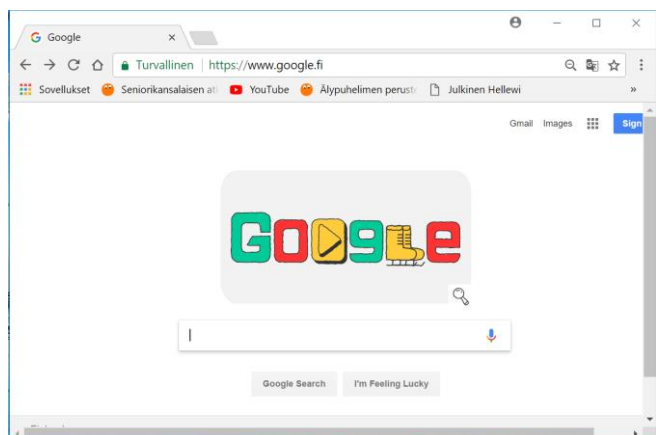 Google
Turvallinen | https://www.google.fi
Sovellukset Seniorikansalaisen at YouTube Älypuhelimen perust Julkinen Hellewi »
Gmail Images Sign
Google
Google Search I'm Feeling Lucky